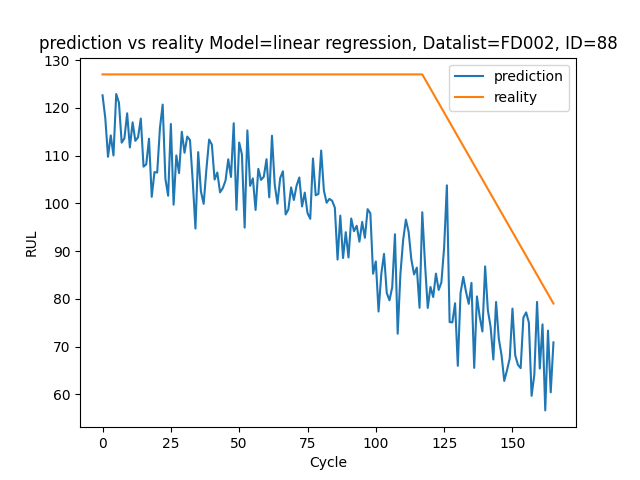 prediction vs reality Model=linear regression, Datalist=FD002, ID=88
prediction
reality
130
120
110
100
90
80
70
60
RUL
0 25 50 75 100 125 150
Cycle